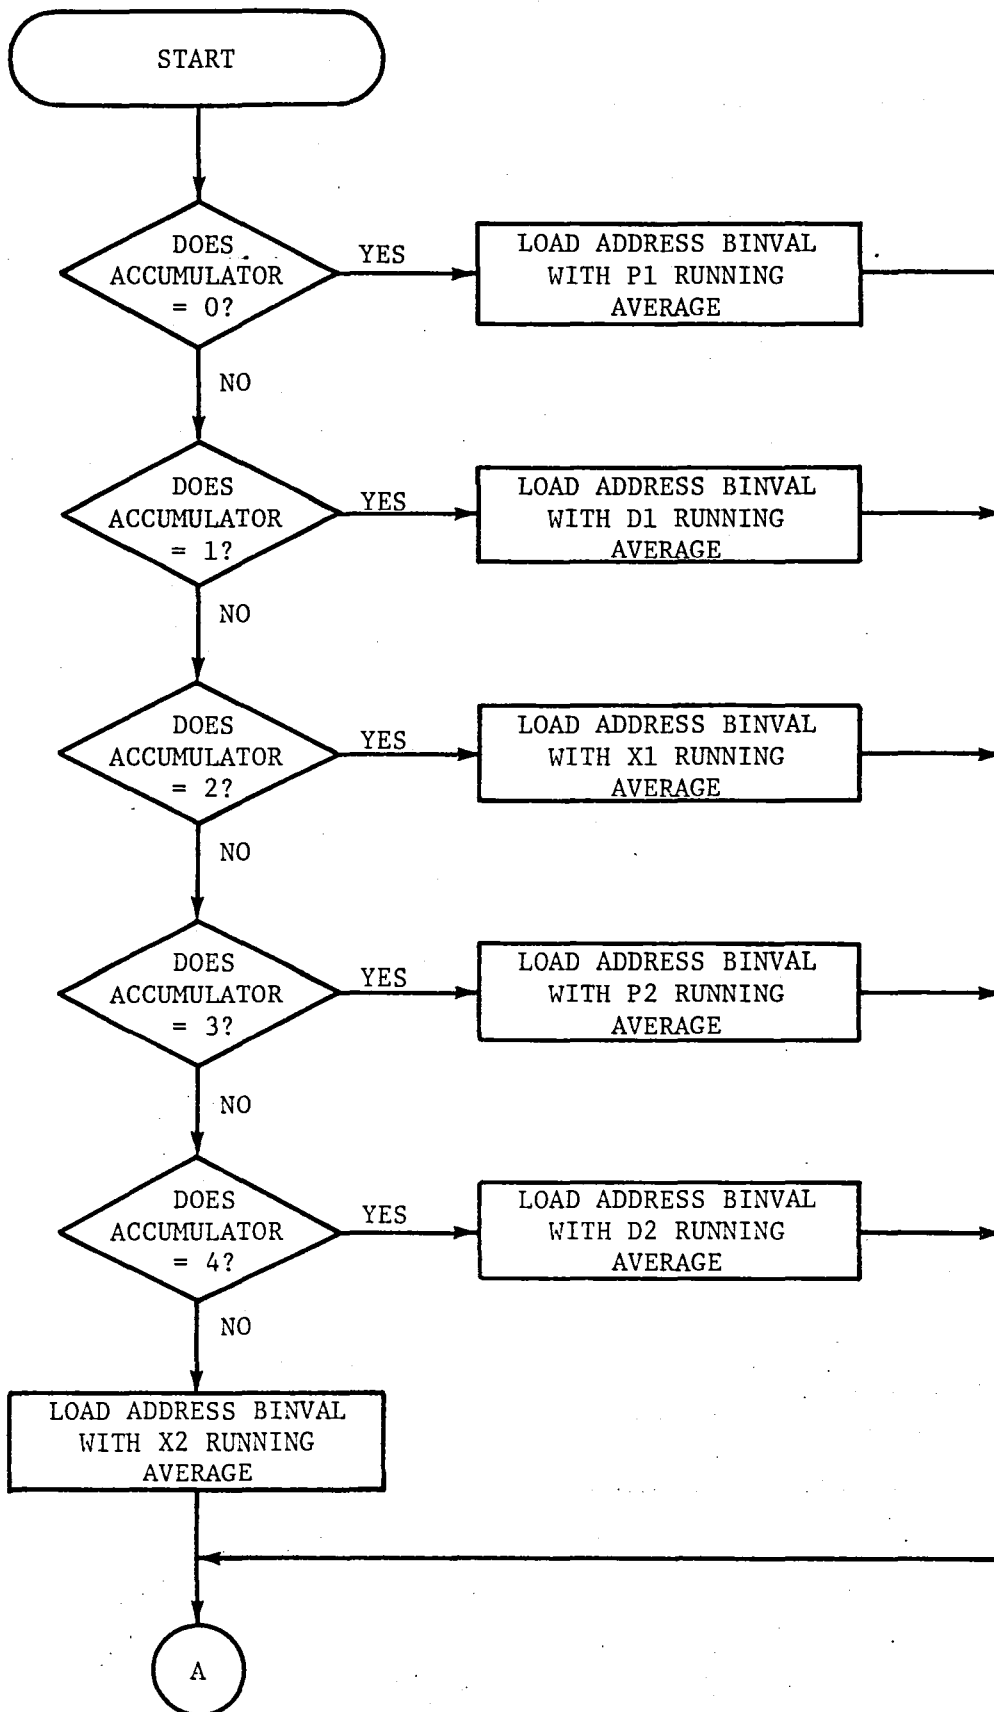 START
DOES
ACCUMULATOR
= 0?
YES
LOAD ADDRESS BINVAL
WITH P1 RUNNING
AVERAGE
NO
DOES
ACCUMULATOR
= 1?
YES
LOAD ADDRESS BINVAL
WITH D1 RUNNING
AVERAGE
NO
DOES
ACCUMULATOR
= 2?
YES
LOAD ADDRESS BINVAL
WITH X1 RUNNING
AVERAGE
NO
DOES
ACCUMULATOR
= 3?
YES
LOAD ADDRESS BINVAL
WITH P2 RUNNING
AVERAGE
NO
DOES
ACCUMULATOR
= 4?
YES
LOAD ADDRESS BINVAL
WITH D2 RUNNING
AVERAGE
NO
LOAD ADDRESS BINVAL
WITH X2 RUNNING
AVERAGE
A